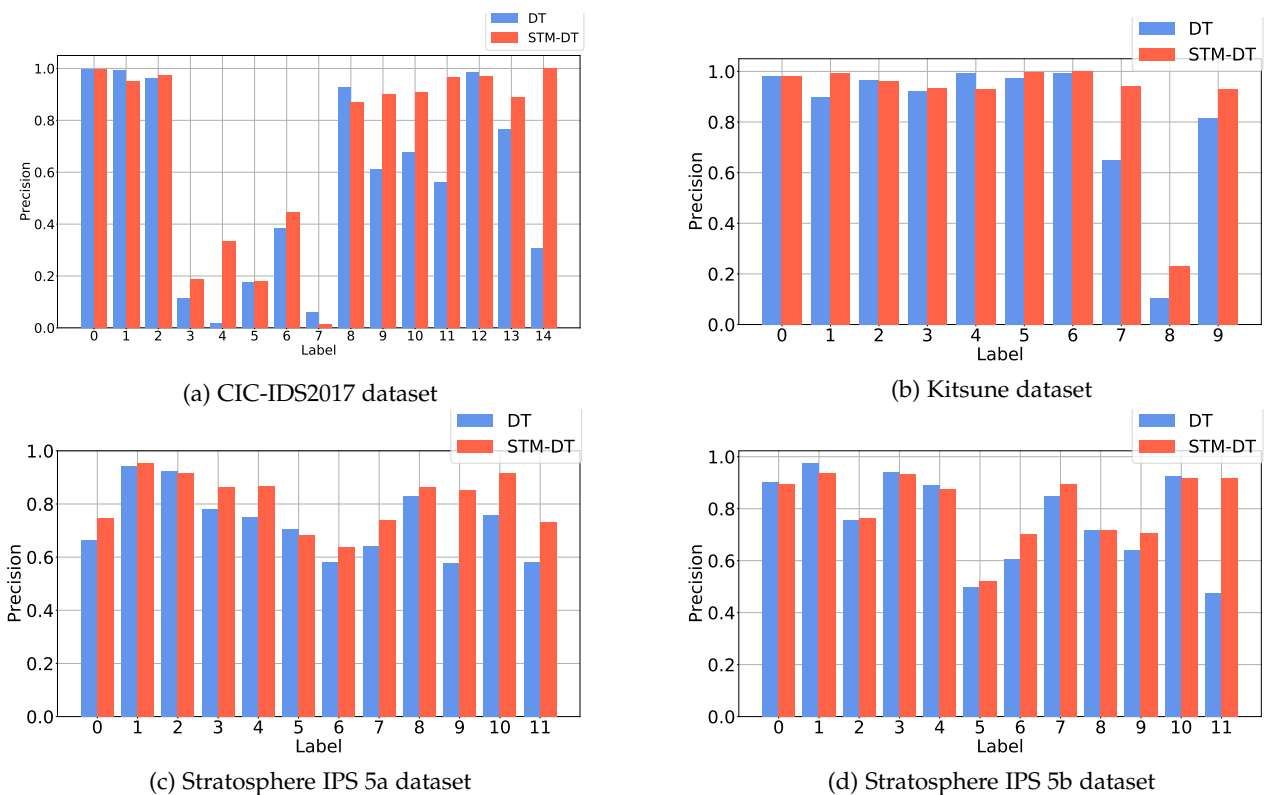 DT
STM-DT
1.0
0.8
0.6
0.4
0.2
0.0
Precision
0 1 2 3 4 5 6 7 8 9 10 11 12 13 14
Label
(a) CIC-IDS2017 dataset
DT
STM-DT
1.0
0.8
0.6
0.4
0.2
0.0
Precision
0 1 2 3 4 5 6 7 8 9
Label
(b) Kitsune dataset
DT
STM-DT
1.0
0.8
0.6
0.4
0.2
0.0
Precision
0 1 2 3 4 5 6 7 8 9 10 11
Label
(c) Stratosphere IPS 5a dataset
DT
STM-DT
1.0
0.8
0.6
0.4
0.2
0.0
Precision
0 1 2 3 4 5 6 7 8 9 10 11
Label
(d) Stratosphere IPS 5b dataset